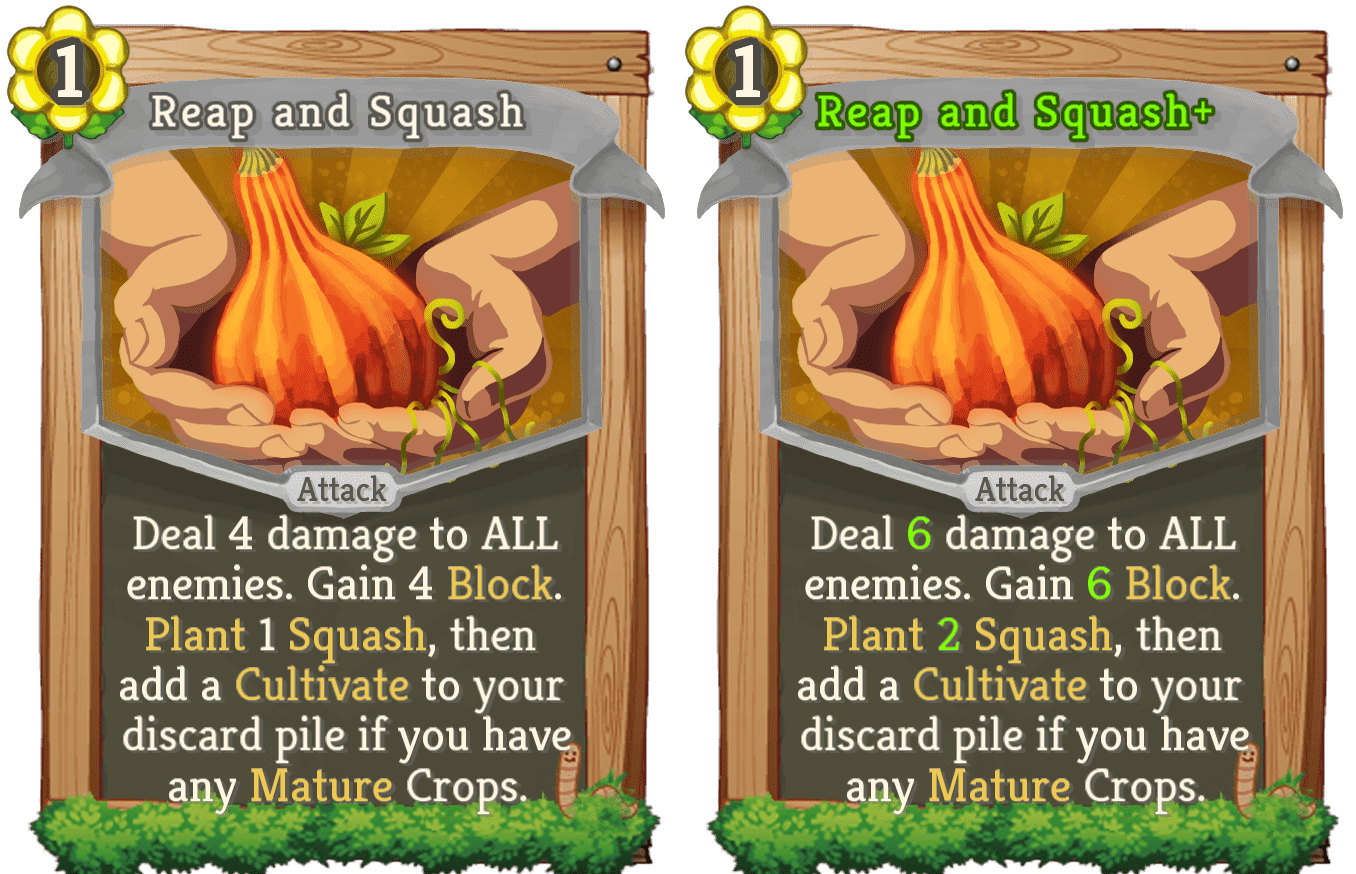 1
Reap and Squash
Attack
Deal 4 damage to ALL
enemies. Gain 4 Block.
Plant 1 Squash, then
add a Cultivate to your
discard pile if you have
any Mature Crops.
1
Reap and Squash+
Attack
Deal 6 damage to ALL
enemies. Gain 6 Block.
Plant 2 Squash, then
add a Cultivate to your
discard pile if you have
any Mature Crops.